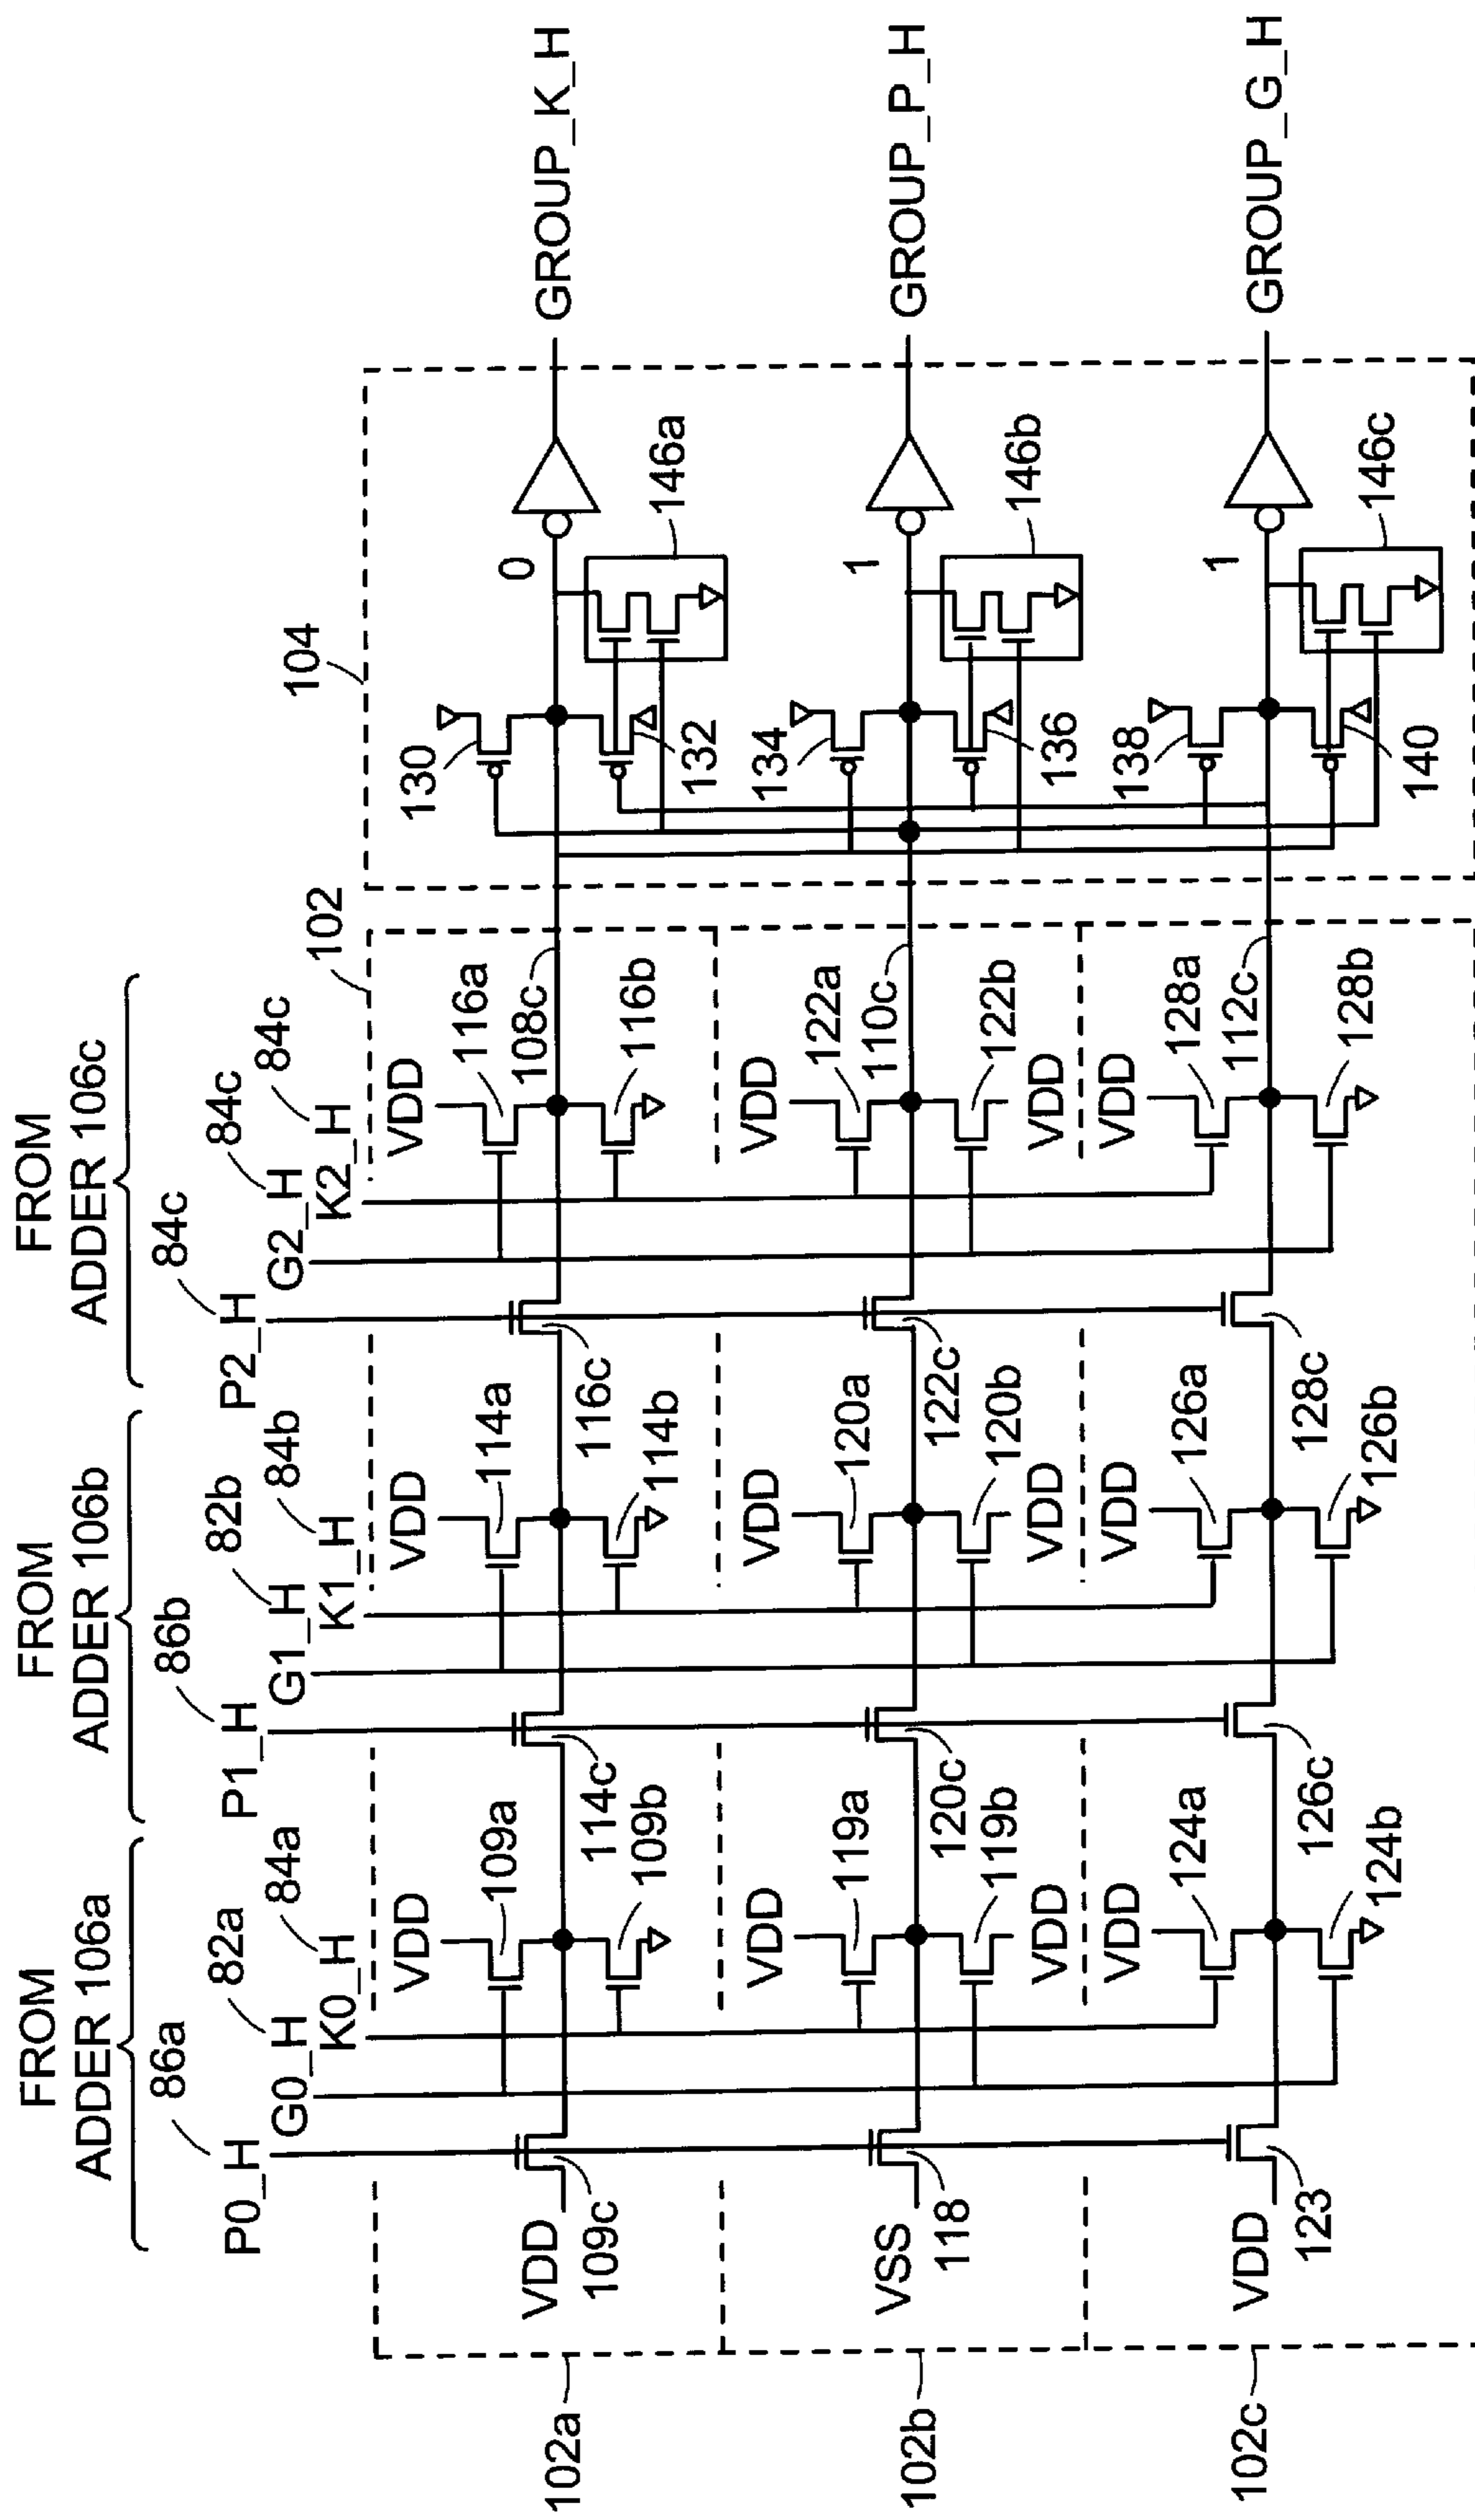 FROM
ADDER 106a
FROM
ADDER 106b
FROM
ADDER 106c
86a
P0_H
82a
G0_H
84a
K0_H
86b
P1_H
82b
G1_H
84b
K1_H
84c
P2_H
84c
G2_H
84c
K2_H
102
104
102a
VDD
109c
VDD
109a
109b
114c
VDD
114a
114b
116c
VDD
116a
108c
116b
130
132
0
146a
GROUP_K_H
102b
VSS
118
VDD
119a
119b
VDD
120c
VDD
120a
120b
VDD
122c
VDD
122a
110c
122b
VDD
134
136
1
146b
GROUP_P_H
102c
VDD
123
VDD
124a
124b
126c
VDD
126a
126b
128c
VDD
128a
112c
128b
138
140
1
146c
GROUP_G_H